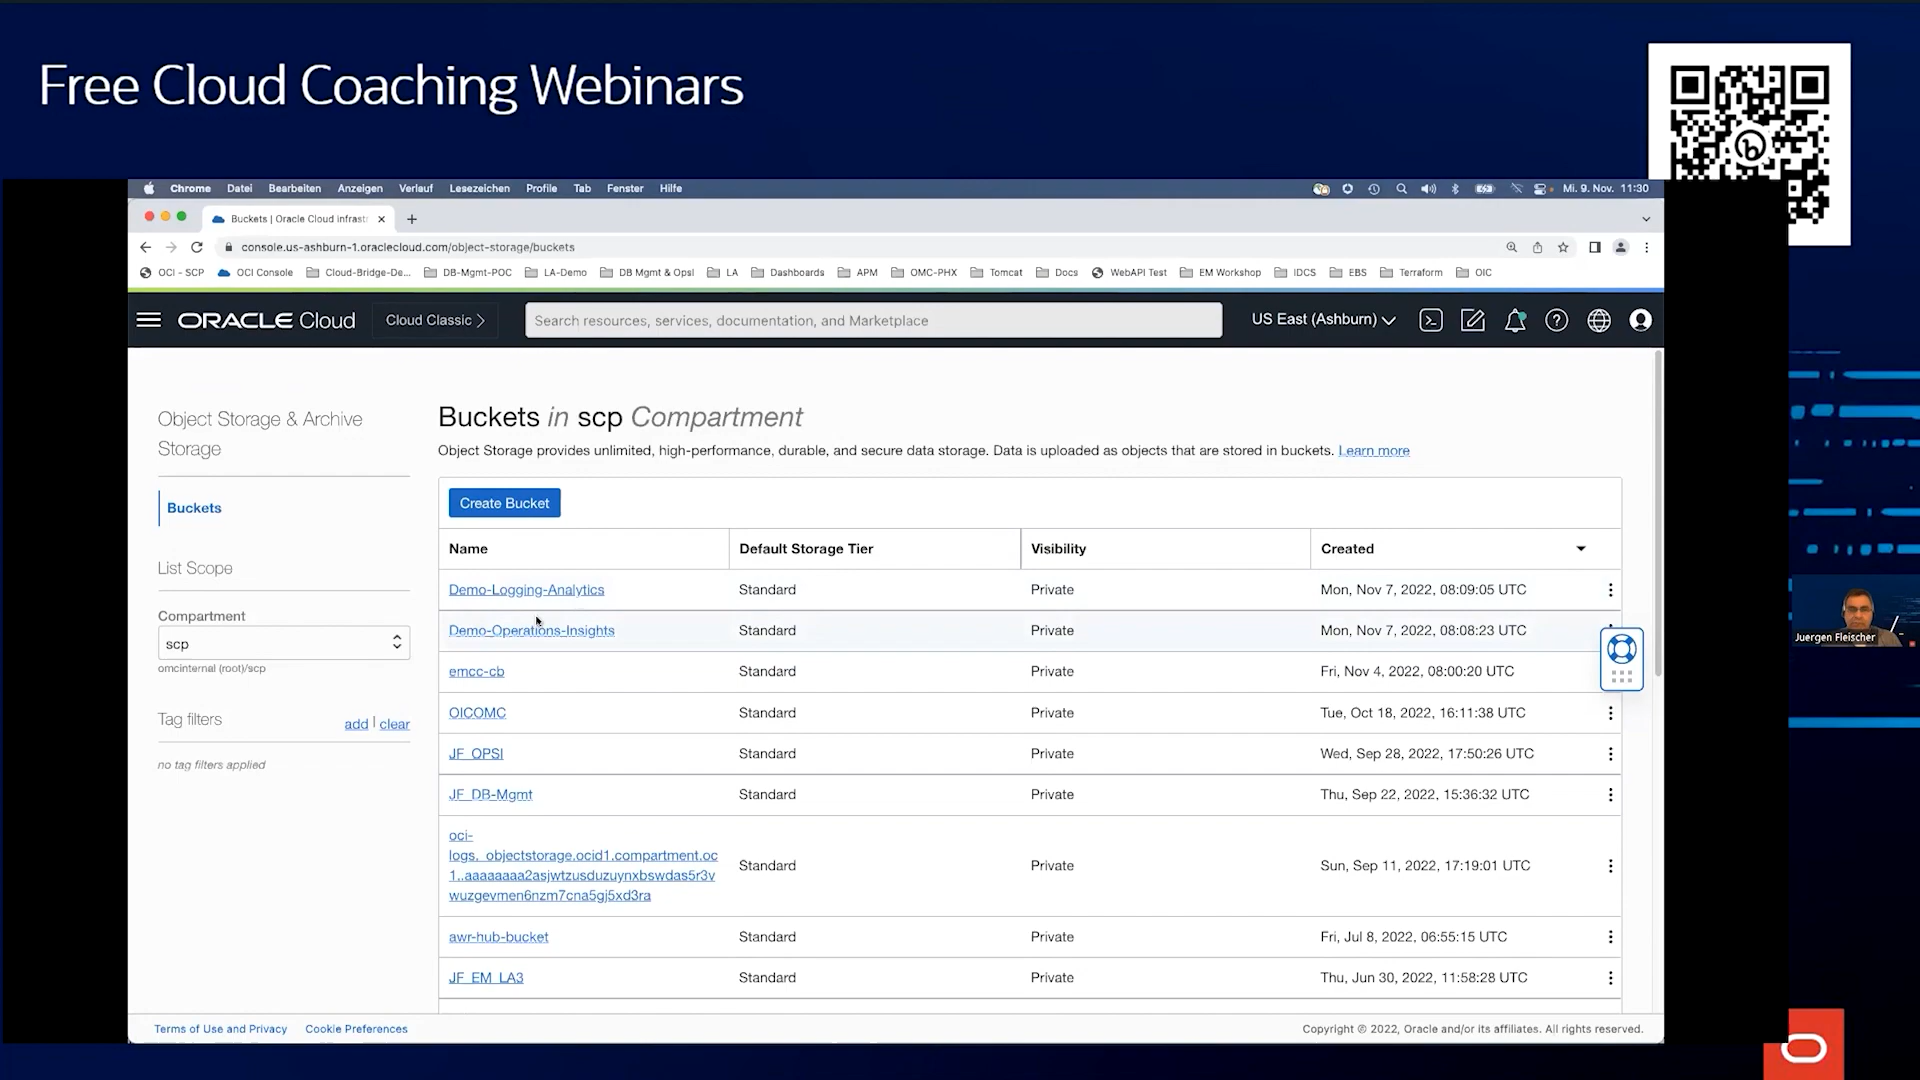 Free Cloud Coaching Webinars
Chrome Datei Bearbeiten Anzeigen Verlauf Lesezeichen Profile Tab Fenster Hilfe Mi. 9. Nov. 11:30
Buckets | Oracle Cloud Infrastr
console.us-ashburn-1.oraclecloud.com/object-storage/buckets
OCI - SCP OCI Console Cloud-Bridge-De... DB-Mgmt-POC LA-Demo DB Mgmt & OpsI LA Dashboards APM OMC-PHX Tomcat Docs WebAPI Test EM Workshop IDCS EBS Terraform OIC
ORACLE Cloud Cloud Classic Search resources, services, documentation, and Marketplace US East (Ashburn)
Object Storage & Archive
Storage
Buckets
List Scope
Compartment
scp
omcinternal (root)/scp
Tag filters add | clear
no tag filters applied
Buckets in scp Compartment
Object Storage provides unlimited, high-performance, durable, and secure data storage. Data is uploaded as objects that are stored in buckets. Learn more
Create Bucket
Name Default Storage Tier Visibility Created
Demo-Logging-Analytics Standard Private Mon, Nov 7, 2022, 08:09:05 UTC
Demo-Operations-Insights Standard Private Mon, Nov 7, 2022, 08:08:23 UTC
emcc-cb Standard Private Fri, Nov 4, 2022, 08:00:20 UTC
OICOMC Standard Private Tue, Oct 18, 2022, 16:11:38 UTC
JF_OPSI Standard Private Wed, Sep 28, 2022, 17:50:26 UTC
JF_DB-Mgmt Standard Private Thu, Sep 22, 2022, 15:36:32 UTC
oci-
logs._objectstorage.ocid1.compartment.oc
1..aaaaaaaa2asjwtzusduzuynxbswdas5r3v
wuzgevmen6nzm7cna5gj5xd3ra Standard Private Sun, Sep 11, 2022, 17:19:01 UTC
awr-hub-bucket Standard Private Fri, Jul 8, 2022, 06:55:15 UTC
JF_EM_LA3 Standard Private Thu, Jun 30, 2022, 11:58:28 UTC
Terms of Use and Privacy Cookie Preferences Copyright © 2022, Oracle and/or its affiliates. All rights reserved.
Juergen Fleischer